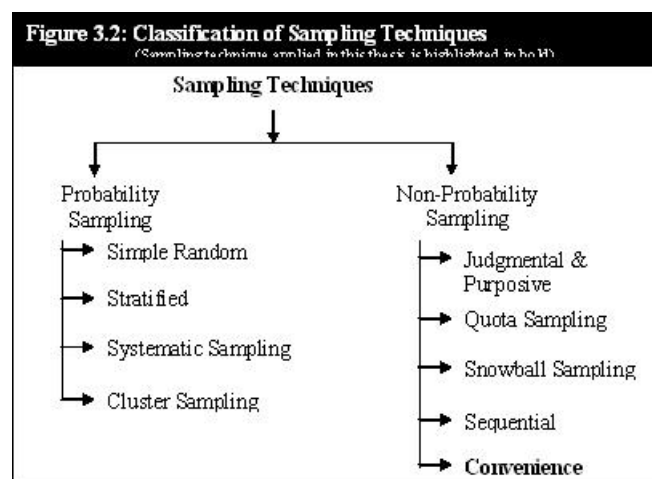 Figure 3.2: Classification of Sampling Techniques
(Sampling technique applied in this thesis is highlighted in bold)
Sampling Techniques
Probability
Sampling
Simple Random
Stratified
Systematic Sampling
Cluster Sampling
Non-Probability
Sampling
Judgmental &
Purposive
Quota Sampling
Snowball Sampling
Sequential
Convenience